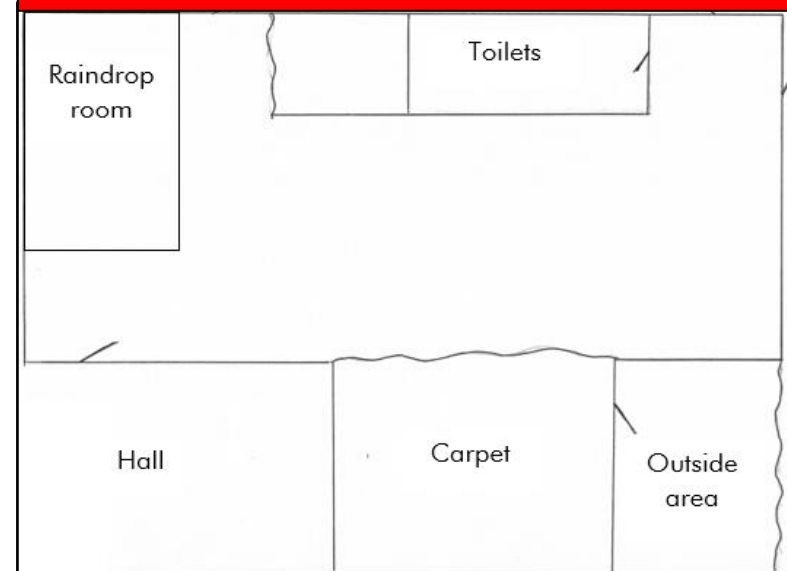 Toilets
Raindrop
room
Hall
Carpet
Outside
area